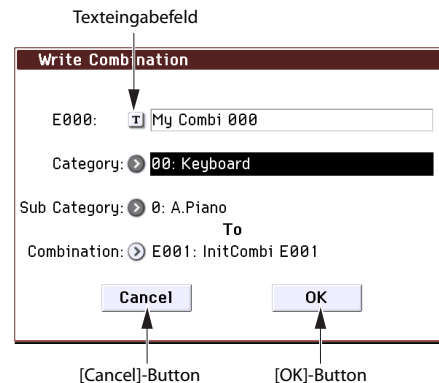 Texteingabefeld
Write Combination
E000: T My Combi 000
Category: 00: Keyboard
Sub Category: 0: A.Piano
To
Combination: E001: InitCombi E001
Cancel OK
[Cancel]-Button [OK]-Button